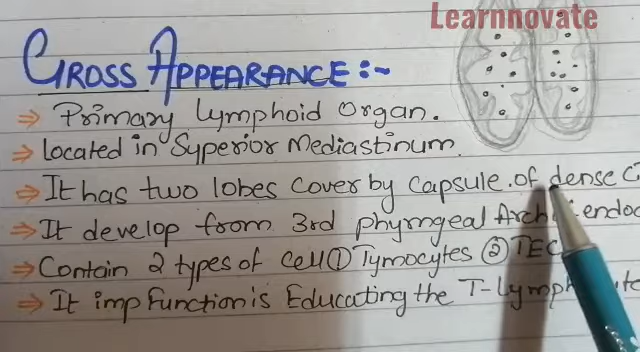 Learnnovate
GROSS APPEARANCE:-
⇒ Primary Lymphoid Organ.
⇒ Located in Superior Mediastinum.
⇒ It has two lobes cover by capsule. of dense C
⇒ It develop from 3rd phyrngeal Arch endoc
⇒ Contain 2 types of cell ① Tymocytes ② TEC
⇒ It imp Function is Educating the T-Lymph